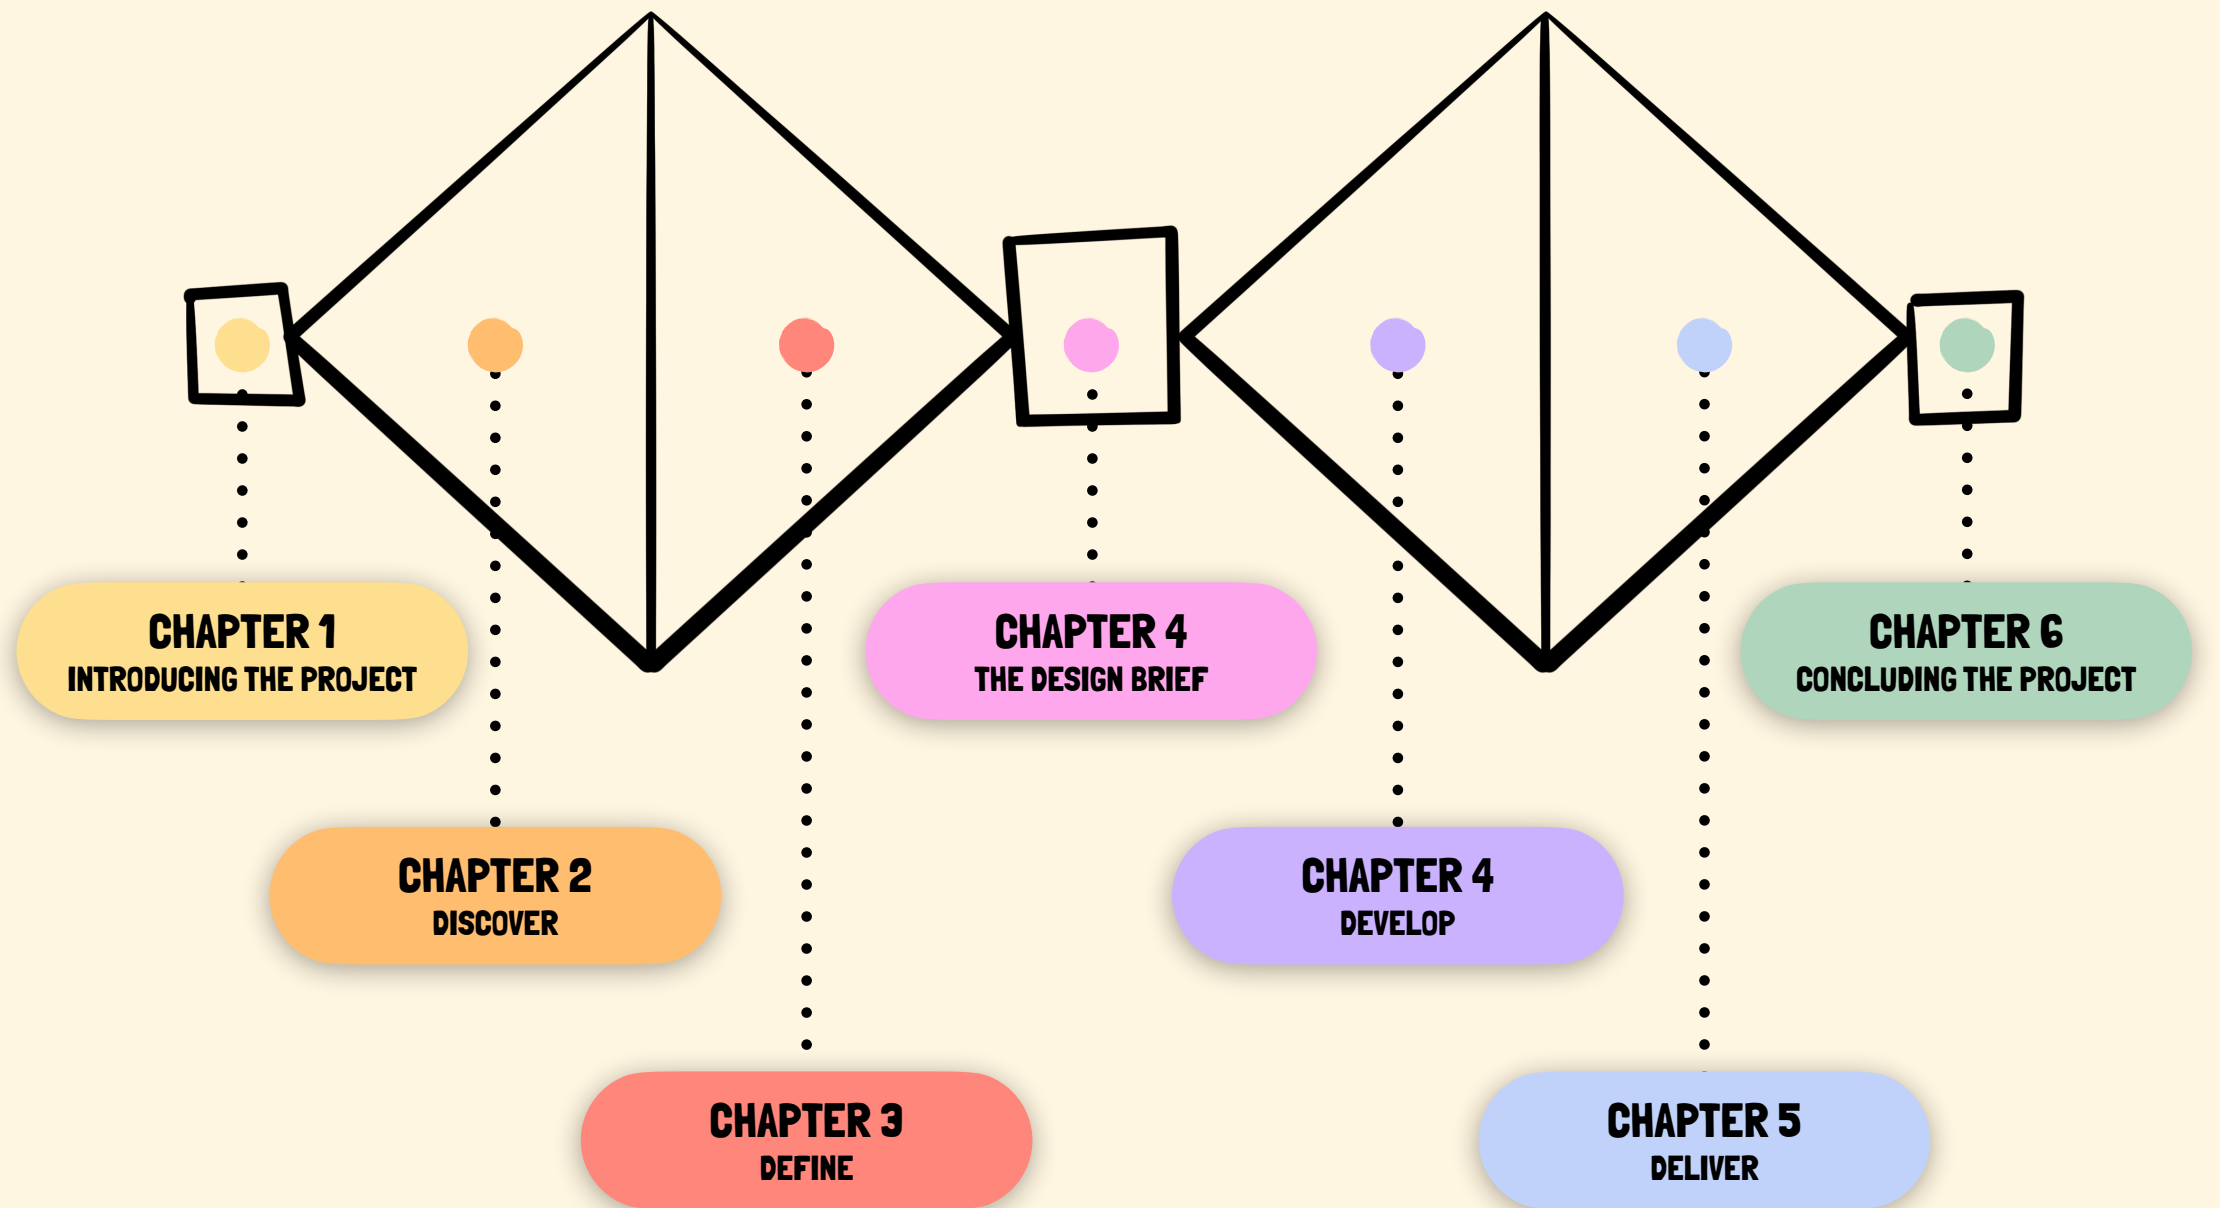 CHAPTER 1
INTRODUCING THE PROJECT
CHAPTER 2
DISCOVER
CHAPTER 3
DEFINE
CHAPTER 4
THE DESIGN BRIEF
CHAPTER 4
DEVELOP
CHAPTER 5
DELIVER
CHAPTER 6
CONCLUDING THE PROJECT